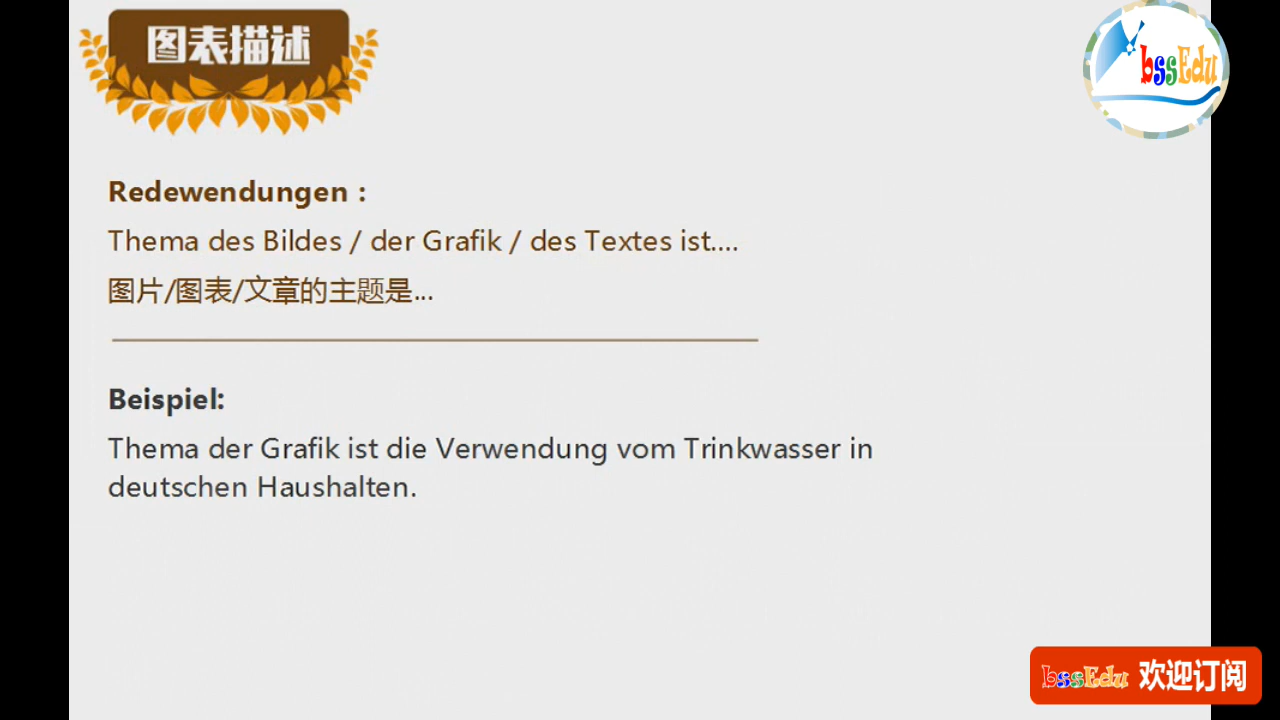 图表描述
bssEdu
Redewendungen :
Thema des Bildes / der Grafik / des Textes ist....
图片/图表/文章的主题是...
Beispiel:
Thema der Grafik ist die Verwendung vom Trinkwasser in
deutschen Haushalten.
bssEdu 欢迎订阅